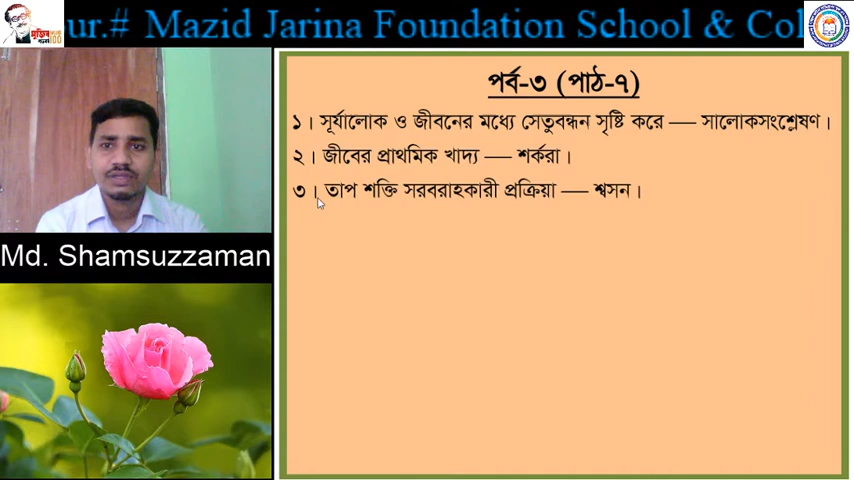 ur.# Mazid Jarina Foundation School & Col
পর্ব-৩ (পাঠ-৭)
১। সূর্যালোক ও জীবনের মধ্যে সেতুবন্ধন সৃষ্টি করে — সালোকসংশ্লেষণ।
২। জীবের প্রাথমিক খাদ্য — শর্করা।
৩। তাপ শক্তি সরবরাহকারী প্রক্রিয়া — শ্বসন।
Md. Shamsuzzaman